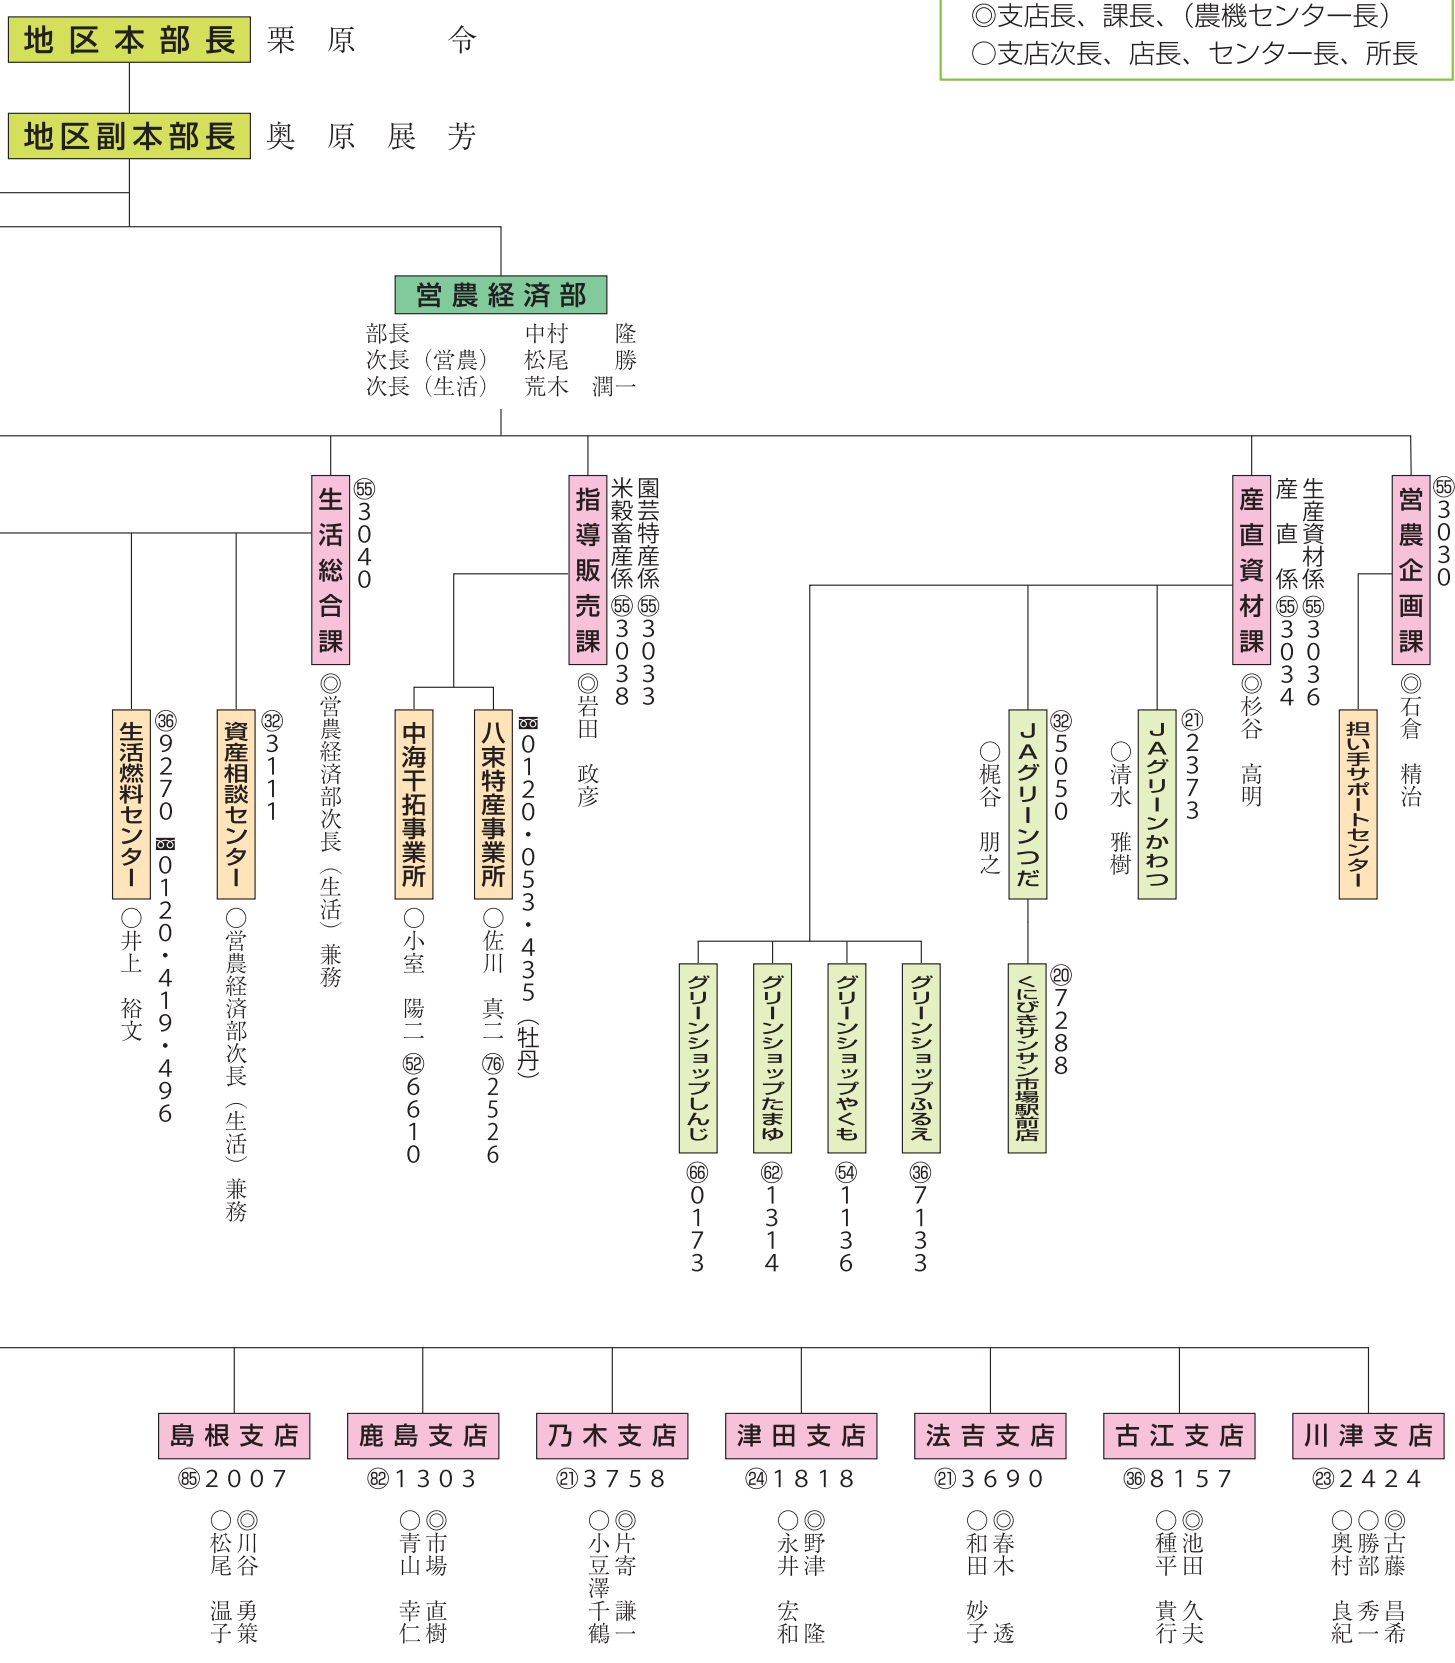 ◎支店長、課長、（農機センター長）
○支店次長、店長、センター長、所長
地区本部長 栗原 令
地区副本部長 奥原展芳
営農経済部
部長 中村 隆
次長（営農） 松尾 勝
次長（生活） 荒木 潤一
営農企画課
㊺3030
◎石倉 精治
担い手サポートセンター
産直資材課
生産資材係 ㊺3036
産直係 ㊺3034
◎杉谷 高明
JAグリーンかわつ
㉑2373
○清水 雅樹
JAグリーンつだ
㉜5050
○梶谷 朋之
くにびきサンサン市場駅前店
⑳7288
グリーンショップふるえ
㊱7133
グリーンショップやくも
(54)1136
グリーンショップたまゆ
(62)1314
グリーンショップしんじ
(66)0173
指導販売課
園芸特産係 (55)3033
米穀畜産係 (55)3038
◎岩田 政彦
八束特産事業所
0120・053・435（牡丹）
○佐川 真二 (76)2526
中海干拓事業所
○小室 陽二 (52)6610
生活総合課
(55)3040
◎営農経済部次長（生活）兼務
資産相談センター
㉜3111
○営農経済部次長（生活）兼務
生活燃料センター
㊱9270 0120・419・496
○井上 裕文
川津支店
㉓2424
◎古藤 昌希
○勝部 秀一
○奥村 良紀
古江支店
㊱8157
◎池田 久夫
○種平 貴行
法吉支店
㉑3690
◎春木 透
○和田 妙子
津田支店
㉔1818
◎野津 隆
○永井 宏和
乃木支店
㉑3758
◎片寄 謙一
○小豆澤千鶴
鹿島支店
(82)1303
◎市場 直樹
○青山 幸仁
島根支店
(85)2007
◎川谷 勇策
○松尾 温子